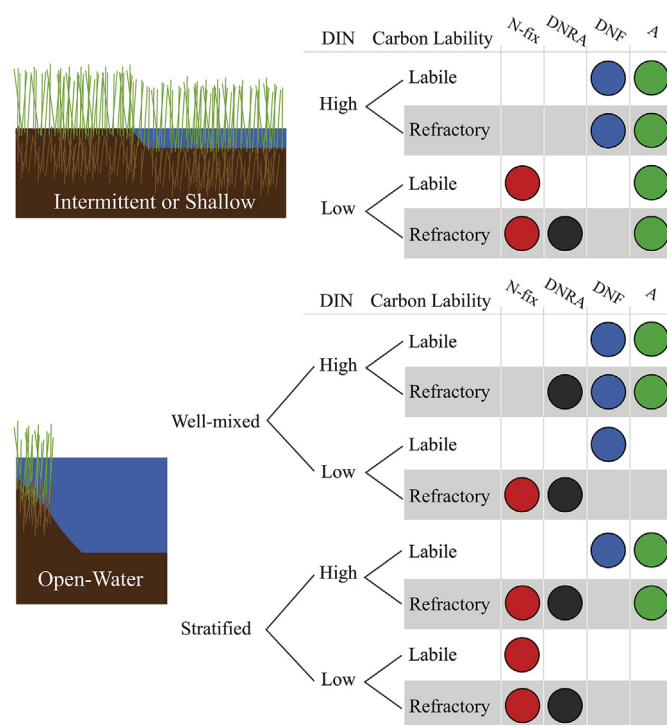 DIN Carbon Lability N-fix DNRA DNF A
Labile
High
Refractory
Labile
Low
Refractory
Intermittent or Shallow
DIN Carbon Lability N-fix DNRA DNF A
Labile
High
Refractory
Well-mixed
Labile
Low
Refractory
Open-Water
Labile
High
Refractory
Stratified
Labile
Low
Refractory